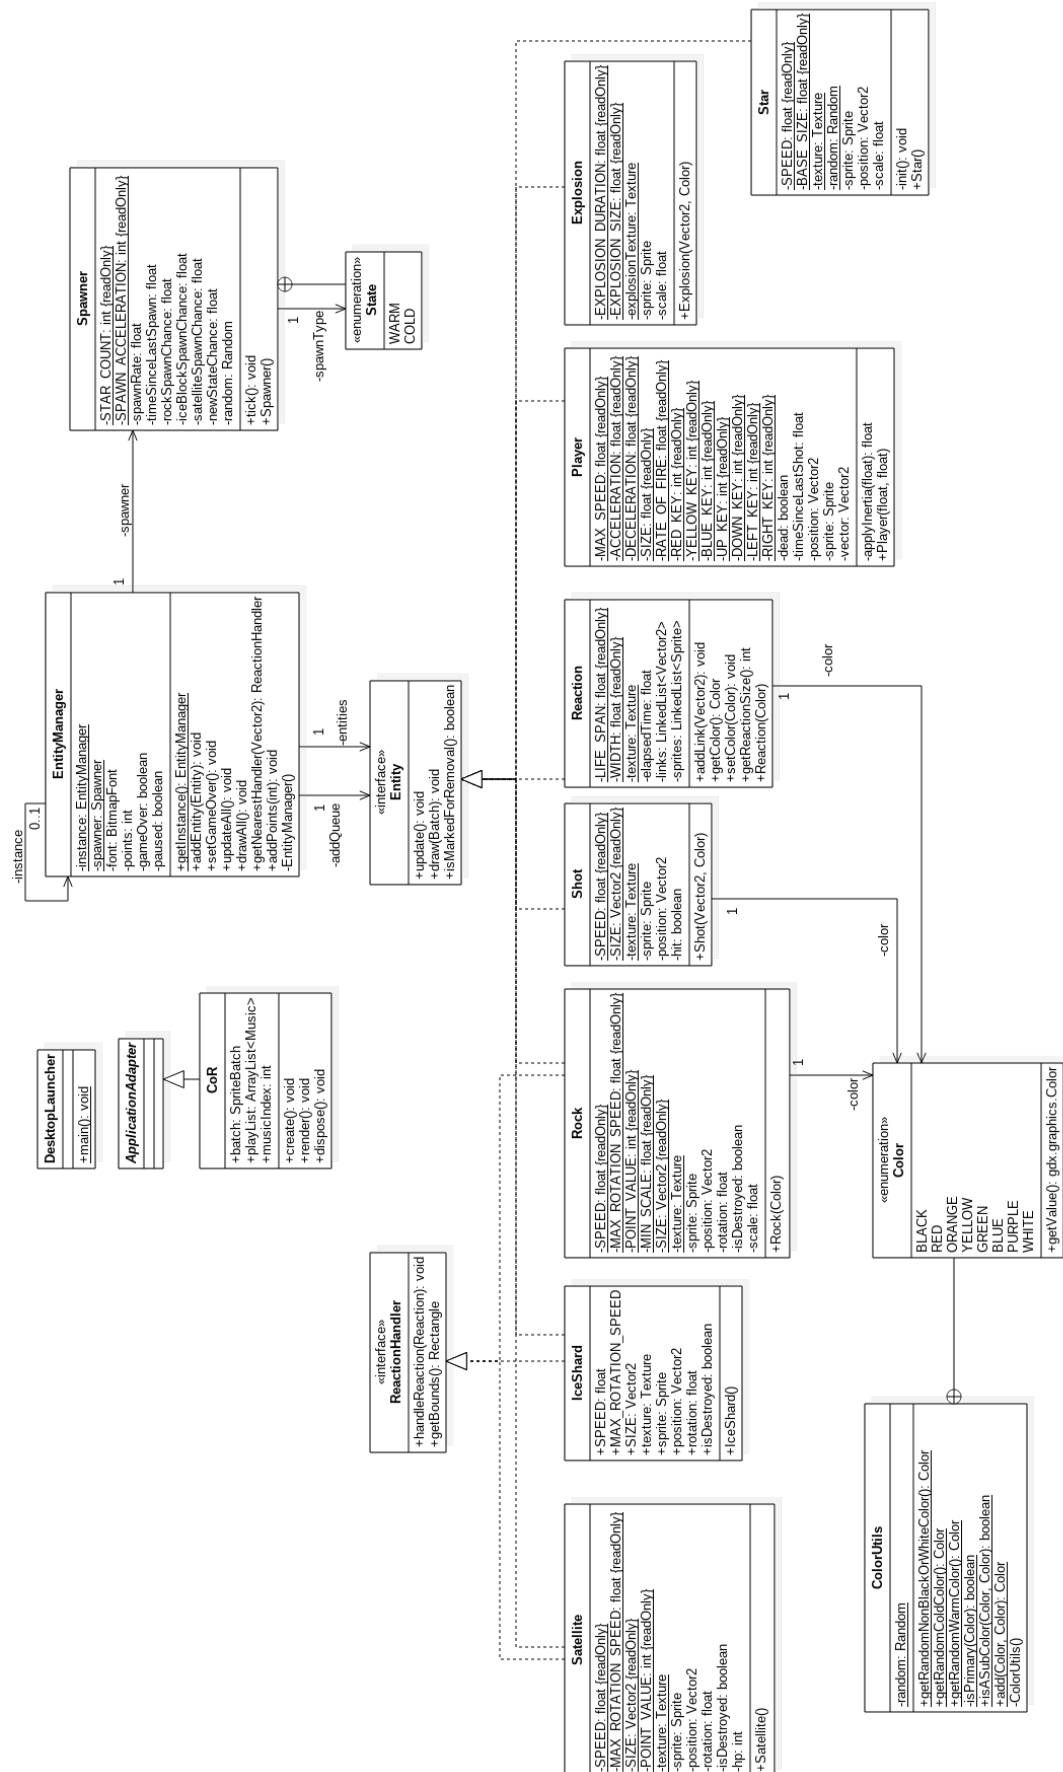 -instance
0..1
EntityManager
-instance: EntityManager
-spawner: Spawner
-font: BitmapFont
-points: int
-gameOver: boolean
-paused: boolean
+getInstance(): EntityManager
+addEntity(Entity): void
+setGameOver(): void
+updateAll(): void
+drawAll(): void
+getNearestHandler(Vector2): ReactionHandler
+addPoints(int): void
-EntityManager()
1
-spawner
Spawner
-STAR_COUNT: int {readOnly}
-SPAWN_ACCELERATION: int {readOnly}
-spawnRate: float
-timeSinceLastSpawn: float
-rockSpawnChance: float
-iceBlockSpawnChance: float
-satelliteSpawnChance: float
-newStateChance: float
-random: Random
+tick(): void
+Spawner()
1
-spawnType
«enumeration»
State
WARM
COLD
DesktopLauncher
+main(): void
ApplicationAdapter
CoR
+batch: SpriteBatch
+playList: ArrayList<Music>
+musicIndex: int
+create(): void
+render(): void
+dispose(): void
1
-addQueue
1
-entities
«interface»
ReactionHandler
+handleReaction(Reaction): void
+getBounds(): Rectangle
«interface»
Entity
+update(): void
+draw(Batch): void
+isMarkedForRemoval(): boolean
Satellite
-SPEED: float {readOnly}
-MAX_ROTATION_SPEED: float {readOnly}
-SIZE: Vector2 {readOnly}
-POINT_VALUE: int {readOnly}
-texture: Texture
-sprite: Sprite
-position: Vector2
-rotation: float
-isDestroyed: boolean
-hp: int
+Satellite()
IceShard
+SPEED: float
+MAX_ROTATION_SPEED
+SIZE: Vector2
+texture: Texture
+sprite: Sprite
+position: Vector2
+rotation: float
+isDestroyed: boolean
+IceShard()
Rock
-SPEED: float {readOnly}
-MAX_ROTATION_SPEED: float {readOnly}
-POINT_VALUE: int {readOnly}
-MIN_SCALE: float {readOnly}
-SIZE: Vector2 {readOnly}
-texture: Texture
-sprite: Sprite
-position: Vector2
-rotation: float
-isDestroyed: boolean
-scale: float
+Rock(Color)
Shot
-SPEED: float {readOnly}
-SIZE: Vector2 {readOnly}
-texture: Texture
-sprite: Sprite
-position: Vector2
-hit: boolean
+Shot(Vector2, Color)
Reaction
-LIFE_SPAN: float {readOnly}
-WIDTH: float {readOnly}
-texture: Texture
-elapsedTime: float
-links: LinkedList<Vector2>
-sprites: LinkedList<Sprite>
+addLink(Vector2): void
+getColor(): Color
+setColor(Color): void
+getReactionSize(): int
+Reaction(Color)
Player
-MAX_SPEED: float {readOnly}
-ACCELERATION: float {readOnly}
-DECELERATION: float {readOnly}
-SIZE: float {readOnly}
-RATE_OF_FIRE: float {readOnly}
-RED_KEY: int {readOnly}
-YELLOW_KEY: int {readOnly}
-BLUE_KEY: int {readOnly}
-UP_KEY: int {readOnly}
-DOWN_KEY: int {readOnly}
-LEFT_KEY: int {readOnly}
-RIGHT_KEY: int {readOnly}
-dead: boolean
-timeSinceLastShot: float
-position: Vector2
-sprite: Sprite
-vector: Vector2
-applyInertia(float): float
+Player(float, float)
Explosion
-EXPLOSION_DURATION: float {readOnly}
-EXPLOSION_SIZE: float {readOnly}
-explosionTexture: Texture
-sprite: Sprite
-scale: float
+Explosion(Vector2, Color)
Star
-SPEED: float {readOnly}
-BASE_SIZE: float {readOnly}
-texture: Texture
-random: Random
-sprite: Sprite
-position: Vector2
-scale: float
-init(): void
+Star()
1
-color
1
-color
1
-color
ColorUtils
-random: Random
+getRandomNonBlackOrWhiteColor(): Color
+getRandomColdColor(): Color
+getRandomWarmColor(): Color
-isPrimary(Color): boolean
+isASubColor(Color, Color): boolean
+add(Color, Color): Color
-ColorUtils()
«enumeration»
Color
BLACK
RED
ORANGE
YELLOW
GREEN
BLUE
PURPLE
WHITE
+getValue(): gdx.graphics.Color